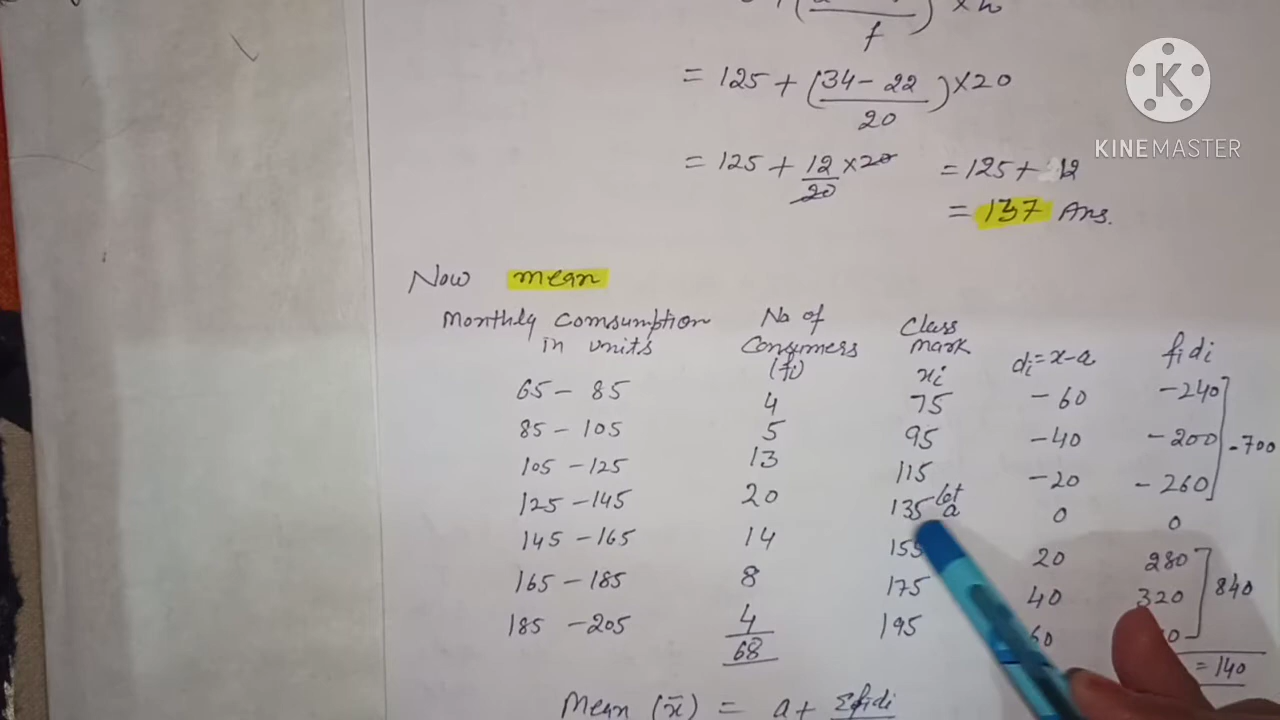 f
= 125 + (34 - 22 / 20) × 20
KINEMASTER
= 125 + 12/20 × 20 = 125 + 12
= 137 Ans.
Now mean
Monthly Comsumption in units | No of Consumers (fi) | Class mark xi | di = x-a | fidi
65 - 85 4 75 - 60 - 240
85 - 105 5 95 - 40 - 200 - 700
105 - 125 13 115 - 20 - 260
125 - 145 20 135 let a 0 0
145 - 165 14 155 20 280
165 - 185 8 175 40 320 840
185 - 205 4 195
68 = 140
Mean (x̄) = a + Σfidi